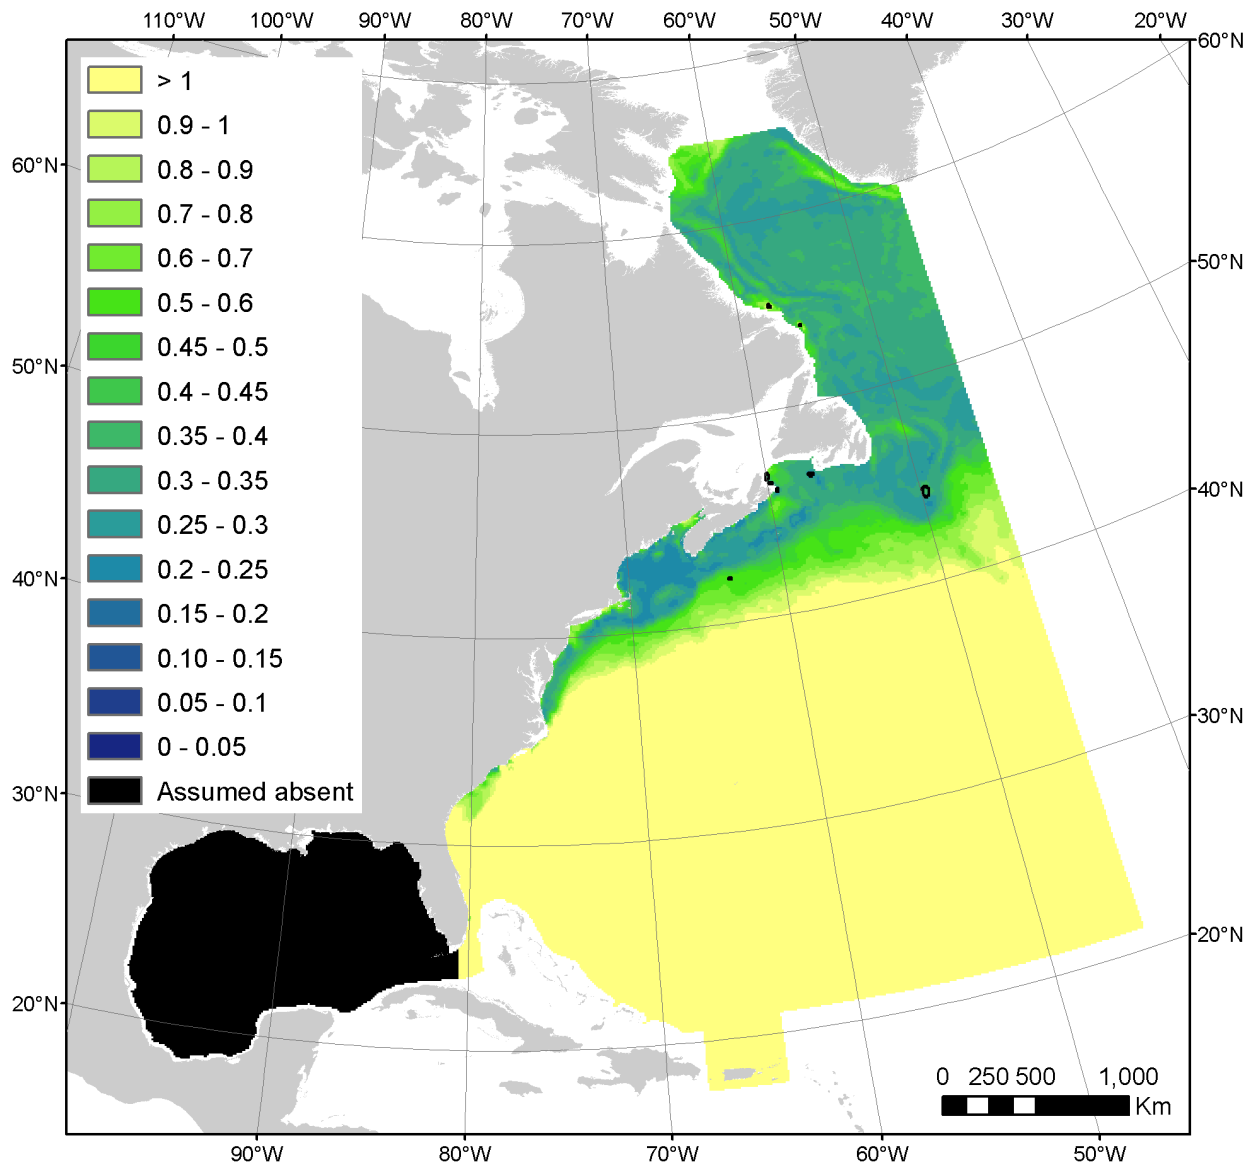 110°W 100°W 90°W 80°W 70°W 60°W 50°W 40°W 30°W 20°W
60°N
> 1
0.9 - 1
0.8 - 0.9
60°N
0.7 - 0.8
0.6 - 0.7
50°N
0.5 - 0.6
0.45 - 0.5
50°N
0.4 - 0.45
0.35 - 0.4
0.3 - 0.35
40°N
0.25 - 0.3
0.2 - 0.25
40°N
0.15 - 0.2
0.10 - 0.15
0.05 - 0.1
30°N
0 - 0.05
Assumed absent
30°N
20°N
20°N
0 250 500 1,000
Km
90°W 80°W 70°W 60°W 50°W